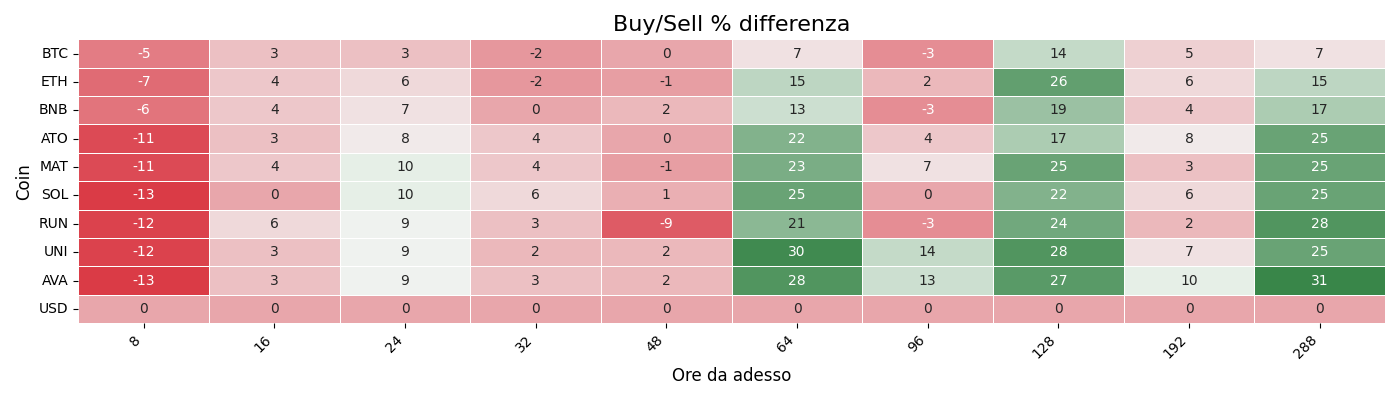 Buy/Sell % differenza
BTC -5 3 3 -2 0 7 -3 14 5 7
ETH -7 4 6 -2 -1 15 2 26 6 15
BNB -6 4 7 0 2 13 -3 19 4 17
ATO -11 3 8 4 0 22 4 17 8 25
MAT -11 4 10 4 -1 23 7 25 3 25
SOL -13 0 10 6 1 25 0 22 6 25
RUN -12 6 9 3 -9 21 -3 24 2 28
UNI -12 3 9 2 2 30 14 28 7 25
AVA -13 3 9 3 2 28 13 27 10 31
USD 0 0 0 0 0 0 0 0 0 0
Coin
8 16 24 32 48 64 96 128 192 288
Ore da adesso